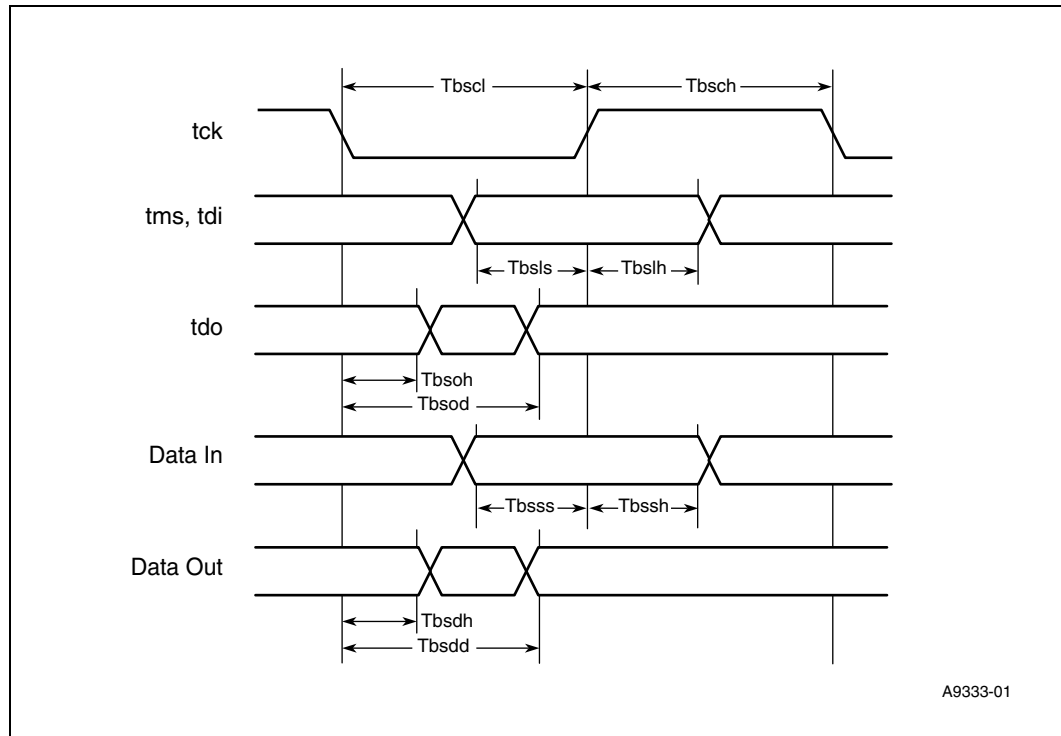 Tbscl Tbsch
tck
tms, tdi
Tbsls Tbslh
tdo
Tbsoh
Tbsod
Data In
Tbsss Tbssh
Data Out
Tbsdh
Tbsdd
A9333-01